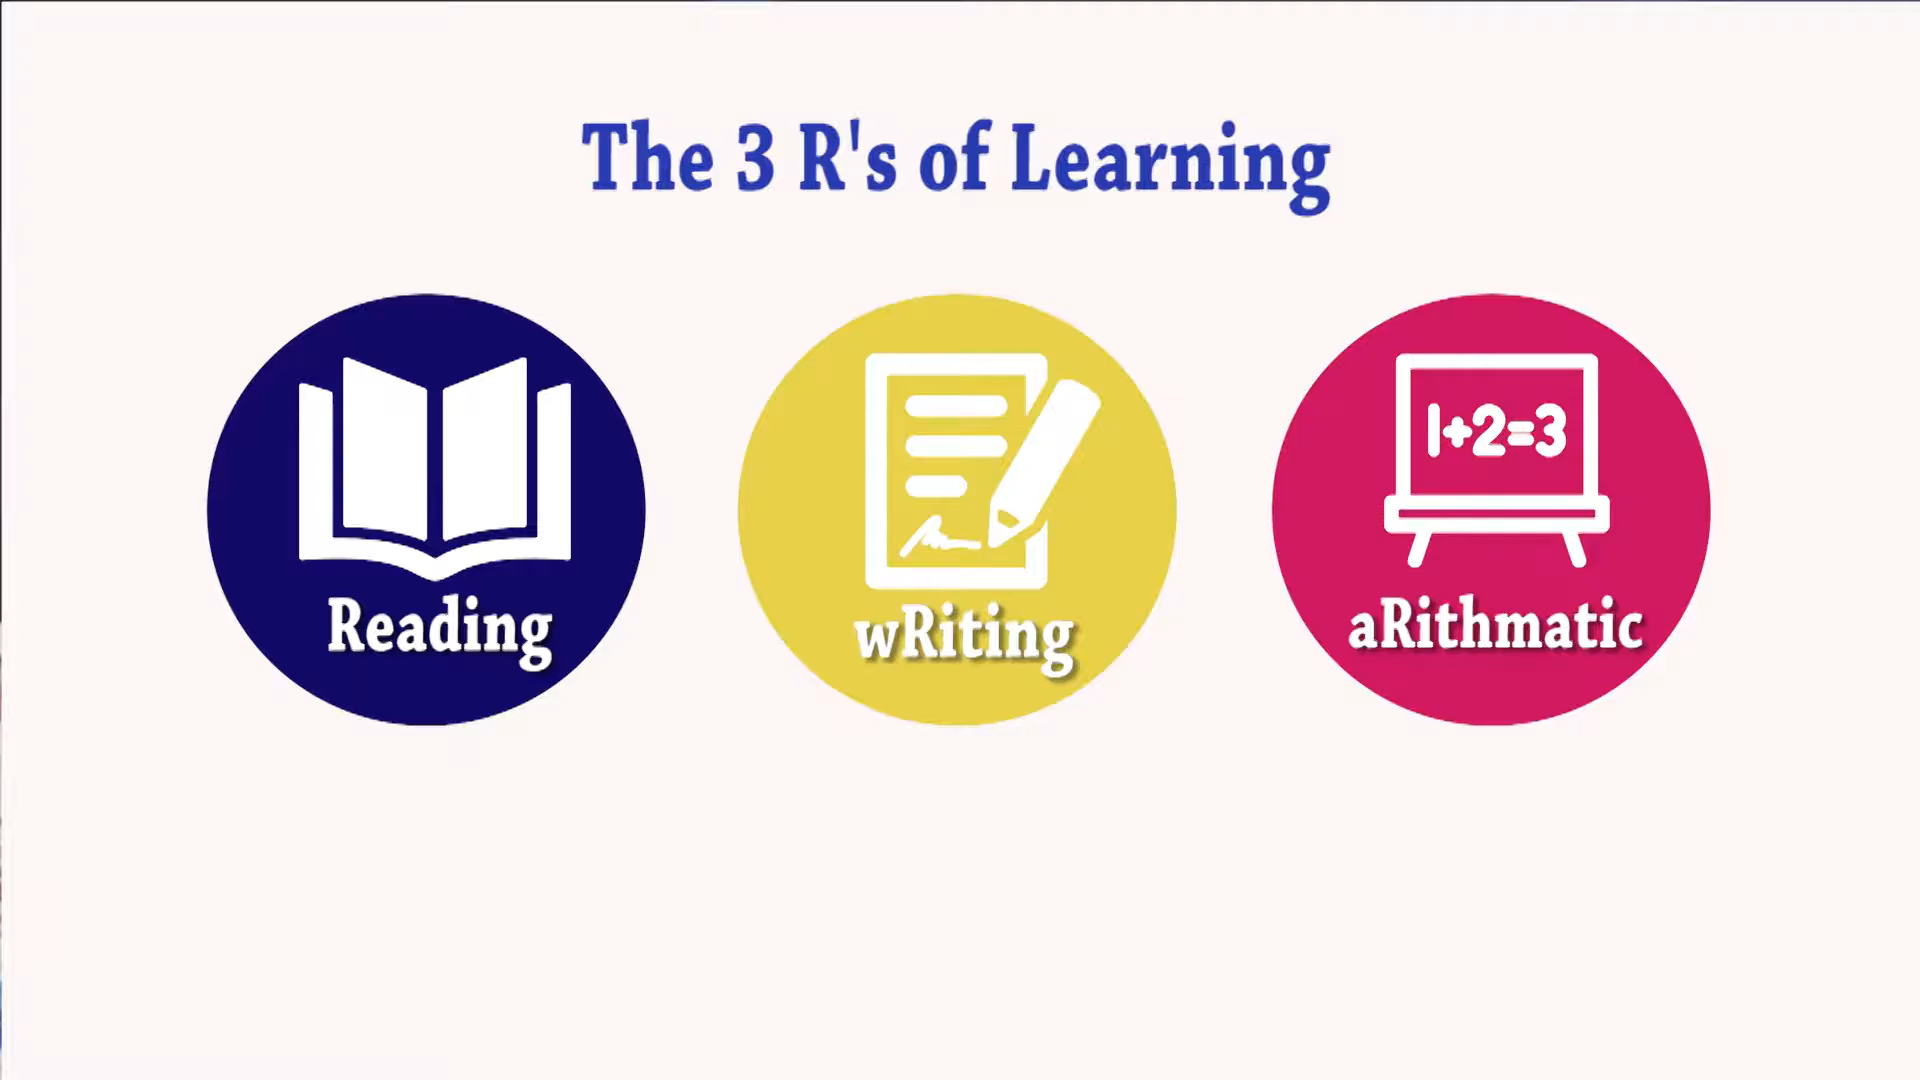 The 3 R's of Learning
1+2=3
Reading
wRiting
aRithmatic